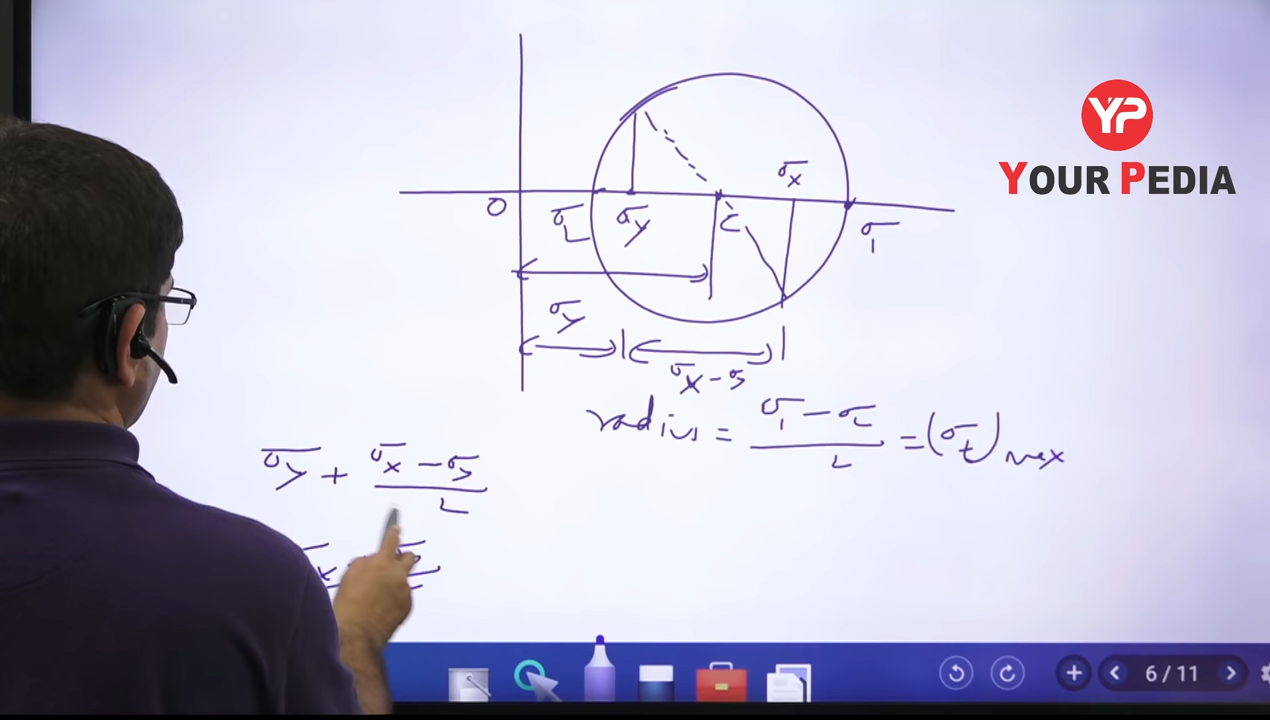 YP
YOUR PEDIA
σx
O
σ2
σy
C
σ1
σy
σx - σy
radius = (σ1 - σ2)/2 = (σt)max
σy + (σx - σy)/2
6 / 11